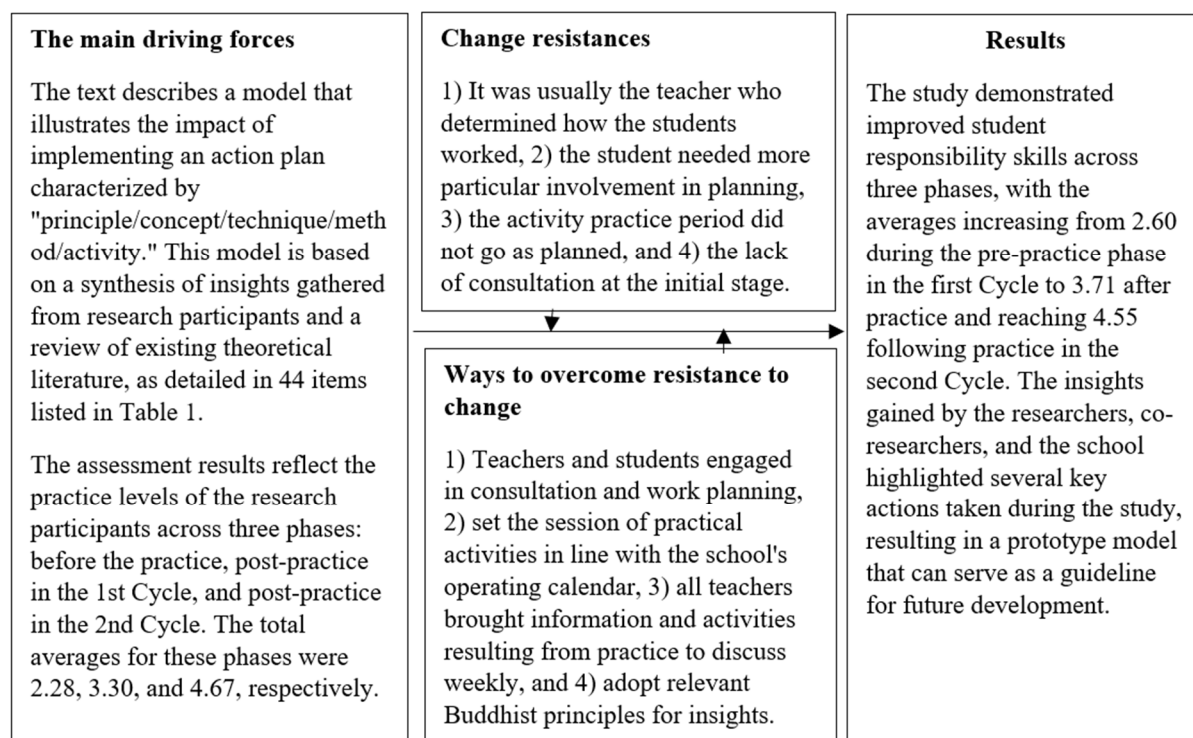 The main driving forces
The text describes a model that
illustrates the impact of
implementing an action plan
characterized by
"principle/concept/technique/met
hod/activity." This model is based
on a synthesis of insights gathered
from research participants and a
review of existing theoretical
literature, as detailed in 44 items
listed in Table 1.
The assessment results reflect the
practice levels of the research
participants across three phases:
before the practice, post-practice
in the 1st Cycle, and post-practice
in the 2nd Cycle. The total
averages for these phases were
2.28, 3.30, and 4.67, respectively.
Change resistances
1) It was usually the teacher who
determined how the students
worked, 2) the student needed more
particular involvement in planning,
3) the activity practice period did
not go as planned, and 4) the lack
of consultation at the initial stage.
Ways to overcome resistance to
change
1) Teachers and students engaged
in consultation and work planning,
2) set the session of practical
activities in line with the school's
operating calendar, 3) all teachers
brought information and activities
resulting from practice to discuss
weekly, and 4) adopt relevant
Buddhist principles for insights.
Results
The study demonstrated
improved student
responsibility skills across
three phases, with the
averages increasing from 2.60
during the pre-practice phase
in the first Cycle to 3.71 after
practice and reaching 4.55
following practice in the
second Cycle. The insights
gained by the researchers, co-
researchers, and the school
highlighted several key
actions taken during the study,
resulting in a prototype model
that can serve as a guideline
for future development.